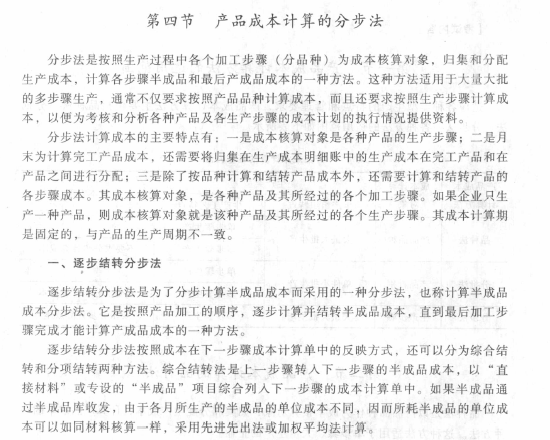 第四节 产品成本计算的分步法
分步法是按照生产过程中各个加工步骤（分品种）为成本核算对象，归集和分配
生产成本，计算各步骤半成品和最后产成品成本的一种方法。这种方法适用于大量大批
的多步骤生产，通常不仅要求按照产品品种计算成本，而且还要求按照生产步骤计算成
本，以便为考核和分析各种产品及各生产步骤的成本计划的执行情况提供资料。
分步法计算成本的主要特点有：一是成本核算对象是各种产品的生产步骤；二是月
末为计算完工产品成本，还需要将归集在生产成本明细账中的生产成本在完工产品和在
产品之间进行分配；三是除了按品种计算和结转产品成本外，还需要计算和结转产品的
各步骤成本。其成本核算对象，是各种产品及其所经过的各个加工步骤。如果企业只生
产一种产品，则成本核算对象就是该种产品及其所经过的各个生产步骤。其成本计算期
是固定的，与产品的生产周期不一致。
一、逐步结转分步法
逐步结转分步法是为了分步计算半成品成本而采用的一种分步法，也称计算半成品
成本分步法。它是按照产品加工的顺序，逐步计算并结转半成品成本，直到最后加工步
骤完成才能计算产成品成本的一种方法。
逐步结转分步法按照成本在下一步骤成本计算单中的反映方式，还可以分为综合结
转和分项结转两种方法。综合结转法是上一步骤转入下一步骤的半成品成本，以“直
接材料”或专设的“半成品”项目综合列入下一步骤的成本计算单中。如果半成品通
过半成品库收发，由于各月所生产的半成品的单位成本不同，因而所耗半成品的单位成
本可以如同材料核算一样，采用先进先出法或加权平均法计算。